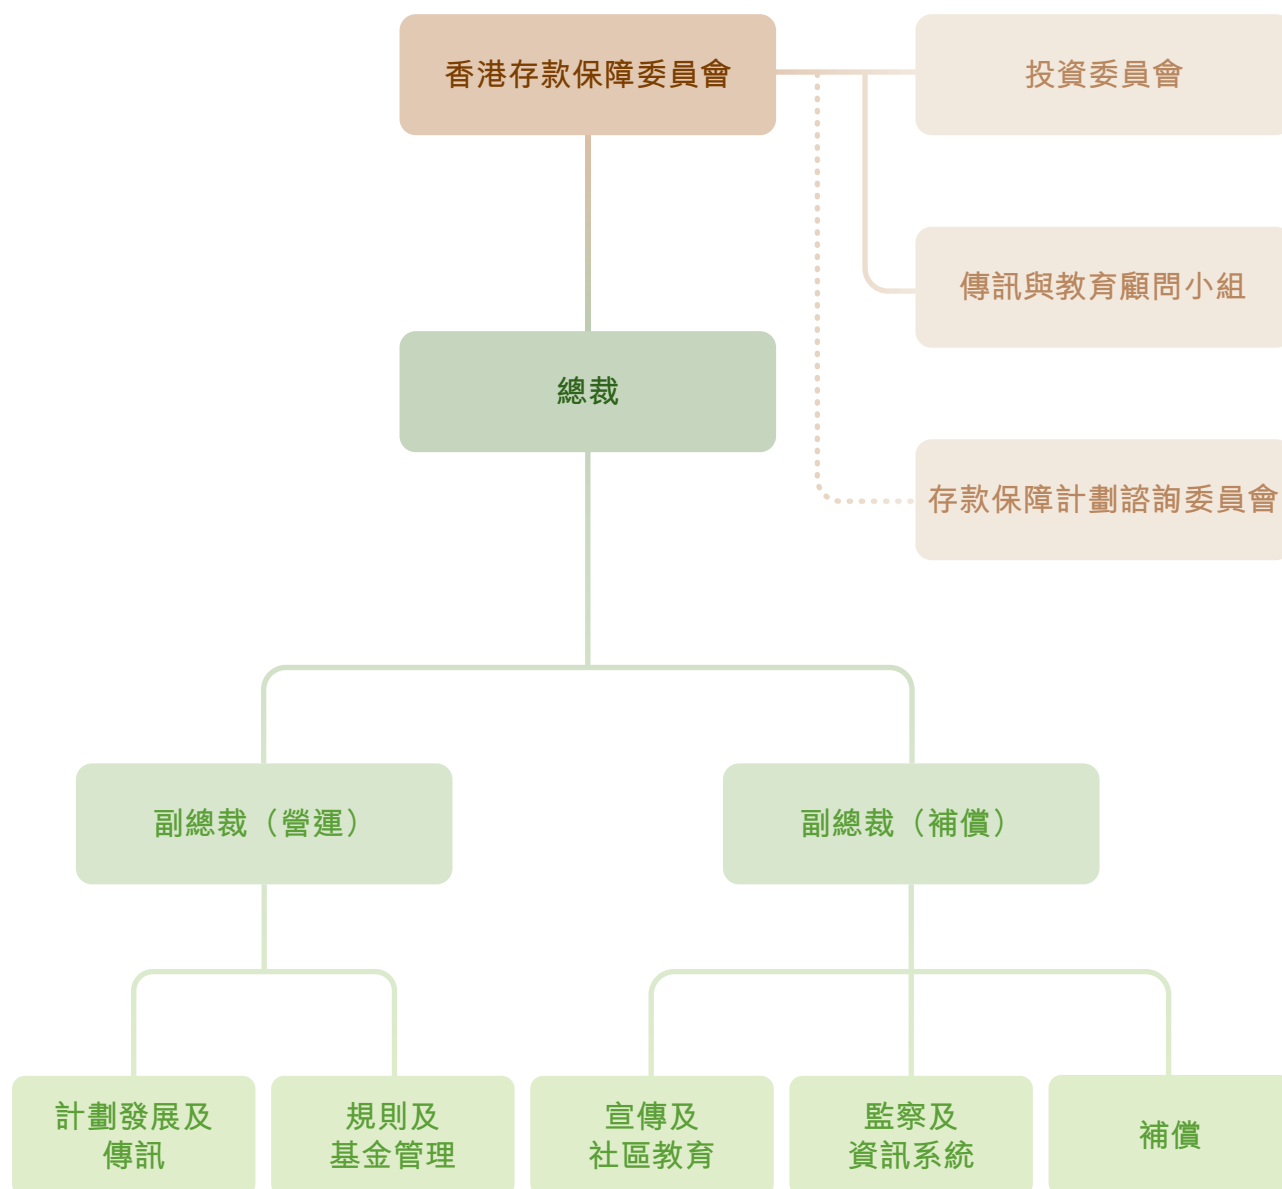 香港存款保障委員會
投資委員會
傳訊與教育顧問小組
總裁
存款保障計劃諮詢委員會
副總裁（營運）
副總裁（補償）
計劃發展及
傳訊
規則及
基金管理
宣傳及
社區教育
監察及
資訊系統
補償